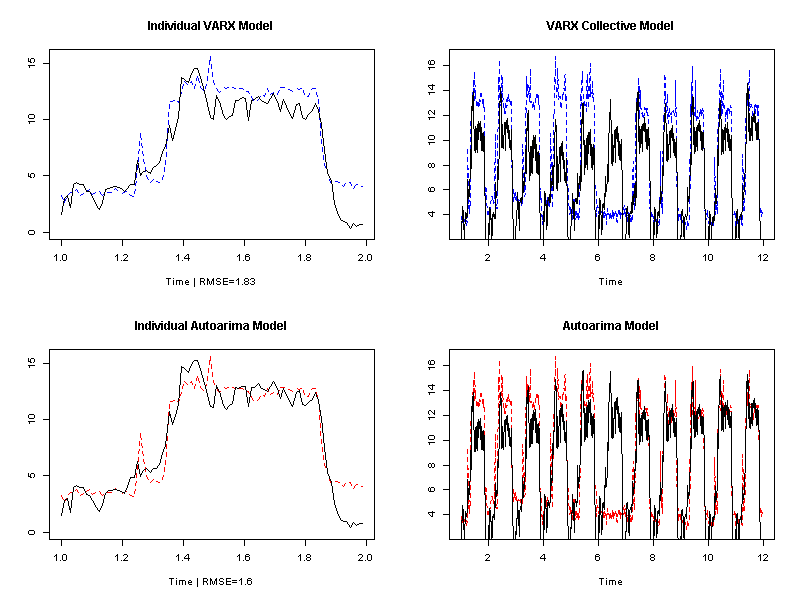 Individual VARX Model
0 5 10 15
1.0 1.2 1.4 1.6 1.8 2.0
Time | RMSE=1.83
VARX Collective Model
4 6 8 10 12 14 16
2 4 6 8 10 12
Time
Individual Autoarima Model
0 5 10 15
1.0 1.2 1.4 1.6 1.8 2.0
Time | RMSE=1.6
Autoarima Model
4 6 8 10 12 14 16
2 4 6 8 10 12
Time